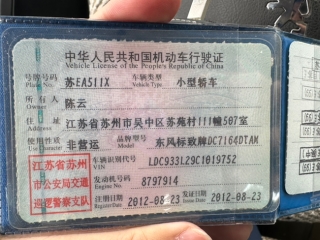 中华人民共和国机动车行驶证
Vehicle License of the People's Republic of China
号牌号码 苏EA511X 车辆类型 小型轿车
Plate No. Vehicle Type
所有人 陈云
Owner
住址 江苏省苏州市吴中区苏苑村111幢507室
Address
使用性质 非营运 品牌型号 东风标致牌DC7164DTAM
Use Character Model
江苏省苏州市公安局交通巡逻警察支队
车辆识别代号 LDC933L29C1019752
VIN
发动机号码 8797914
Engine No.
注册日期 2012-08-23 发证日期 2012-08-23
Register Date Issue Date